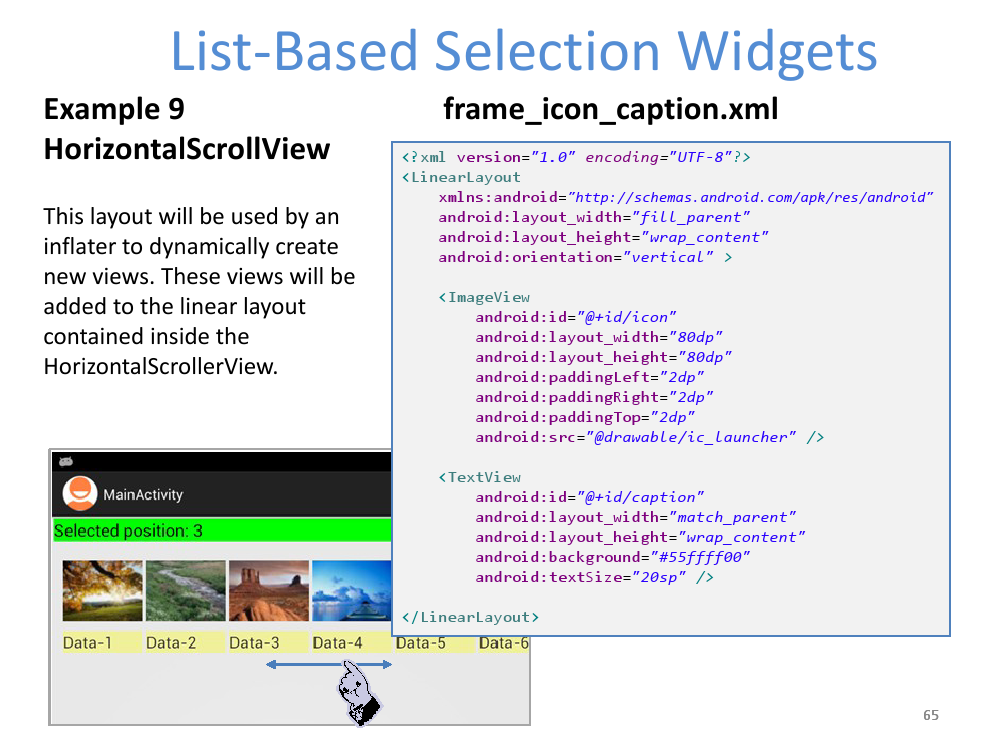 List-Based Selection Widgets
Example 9
HorizontalScrollView
frame_icon_caption.xml
This layout will be used by an
inflater to dynamically create
new views. These views will be
added to the linear layout
contained inside the
HorizontalScrollerView.
<?xml version="1.0" encoding="UTF-8"?>
<LinearLayout
    xmlns:android="http://schemas.android.com/apk/res/android"
    android:layout_width="fill_parent"
    android:layout_height="wrap_content"
    android:orientation="vertical" >
    <ImageView
        android:id="@+id/icon"
        android:layout_width="80dp"
        android:layout_height="80dp"
        android:paddingLeft="2dp"
        android:paddingRight="2dp"
        android:paddingTop="2dp"
        android:src="@drawable/ic_launcher" />
    <TextView
        android:id="@+id/caption"
        android:layout_width="match_parent"
        android:layout_height="wrap_content"
        android:background="#55ffff00"
        android:textSize="20sp" />
</LinearLayout>
MainActivity
Selected position: 3
Data-1 Data-2 Data-3 Data-4 Data-5 Data-6
65